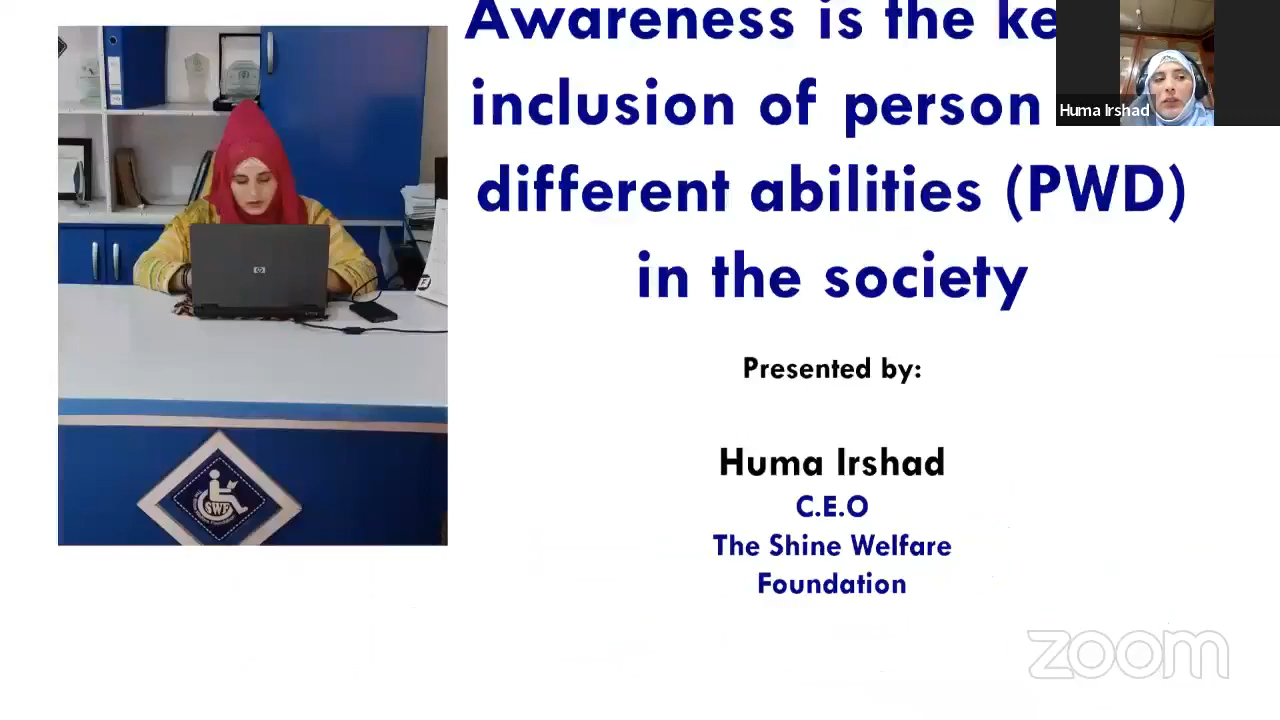 Awareness is the ke
inclusion of person
different abilities (PWD)
in the society
Presented by:
Huma Irshad
C.E.O
The Shine Welfare
Foundation
Huma Irshad
hp
SWF
zoom